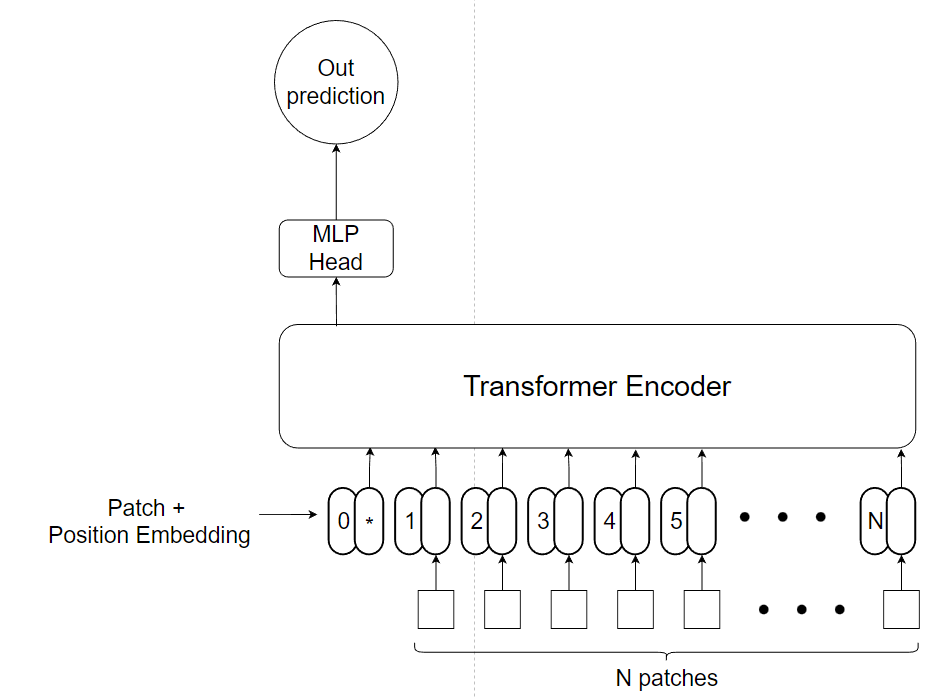 Out
prediction
MLP
Head
Transformer Encoder
Patch +
Position Embedding
0 * 1 2 3 4 5 • • • N
• • •
N patches